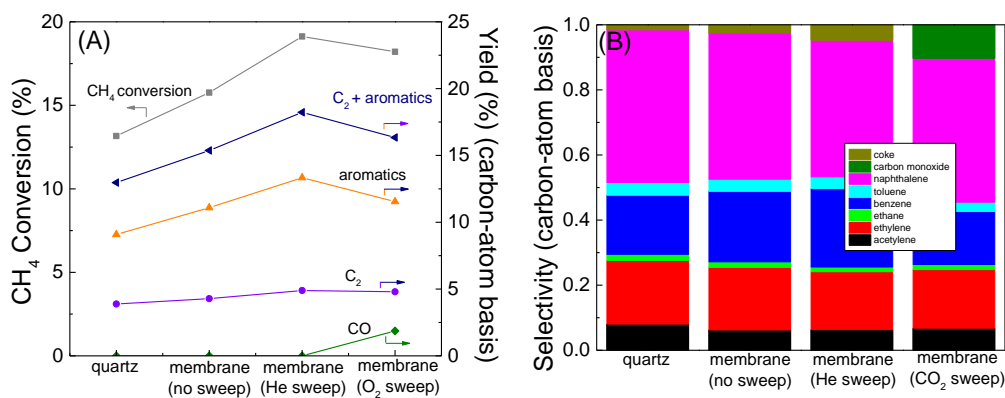 (A)
CH4 Conversion (%)
20
15
10
5
0
CH4 conversion
C2 + aromatics
aromatics
C2
CO
25
20
15
10
5
0
Yield (%) (carbon-atom basis)
quartz
membrane
(no sweep)
membrane
(He sweep)
membrane
(O2 sweep)
(B)
Selectivity (carbon-atom basis)
1.0
0.8
0.6
0.4
0.2
0.0
coke
carbon monoxide
naphthalene
toluene
benzene
ethane
ethylene
acetylene
quartz
membrane
(no sweep)
membrane
(He sweep)
membrane
(CO2 sweep)